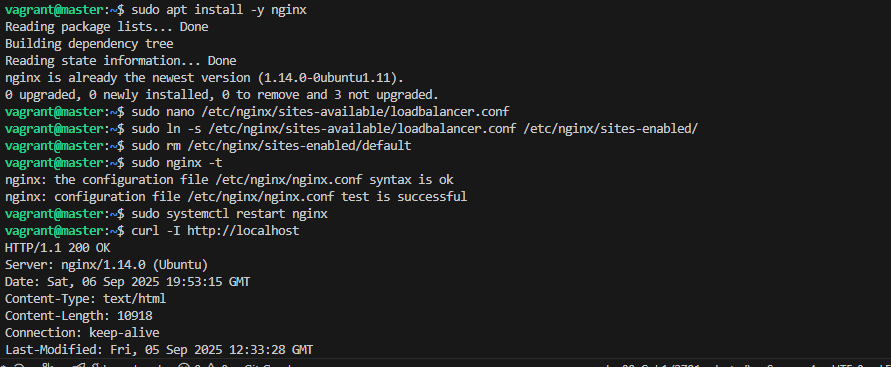 vagrant@master:~$ sudo apt install -y nginx
Reading package lists... Done
Building dependency tree
Reading state information... Done
nginx is already the newest version (1.14.0-0ubuntu1.11).
0 upgraded, 0 newly installed, 0 to remove and 3 not upgraded.
vagrant@master:~$ sudo nano /etc/nginx/sites-available/loadbalancer.conf
vagrant@master:~$ sudo ln -s /etc/nginx/sites-available/loadbalancer.conf /etc/nginx/sites-enabled/
vagrant@master:~$ sudo rm /etc/nginx/sites-enabled/default
vagrant@master:~$ sudo nginx -t
nginx: the configuration file /etc/nginx/nginx.conf syntax is ok
nginx: configuration file /etc/nginx/nginx.conf test is successful
vagrant@master:~$ sudo systemctl restart nginx
vagrant@master:~$ curl -I http://localhost
HTTP/1.1 200 OK
Server: nginx/1.14.0 (Ubuntu)
Date: Sat, 06 Sep 2025 19:53:15 GMT
Content-Type: text/html
Content-Length: 10918
Connection: keep-alive
Last-Modified: Fri, 05 Sep 2025 12:33:28 GMT